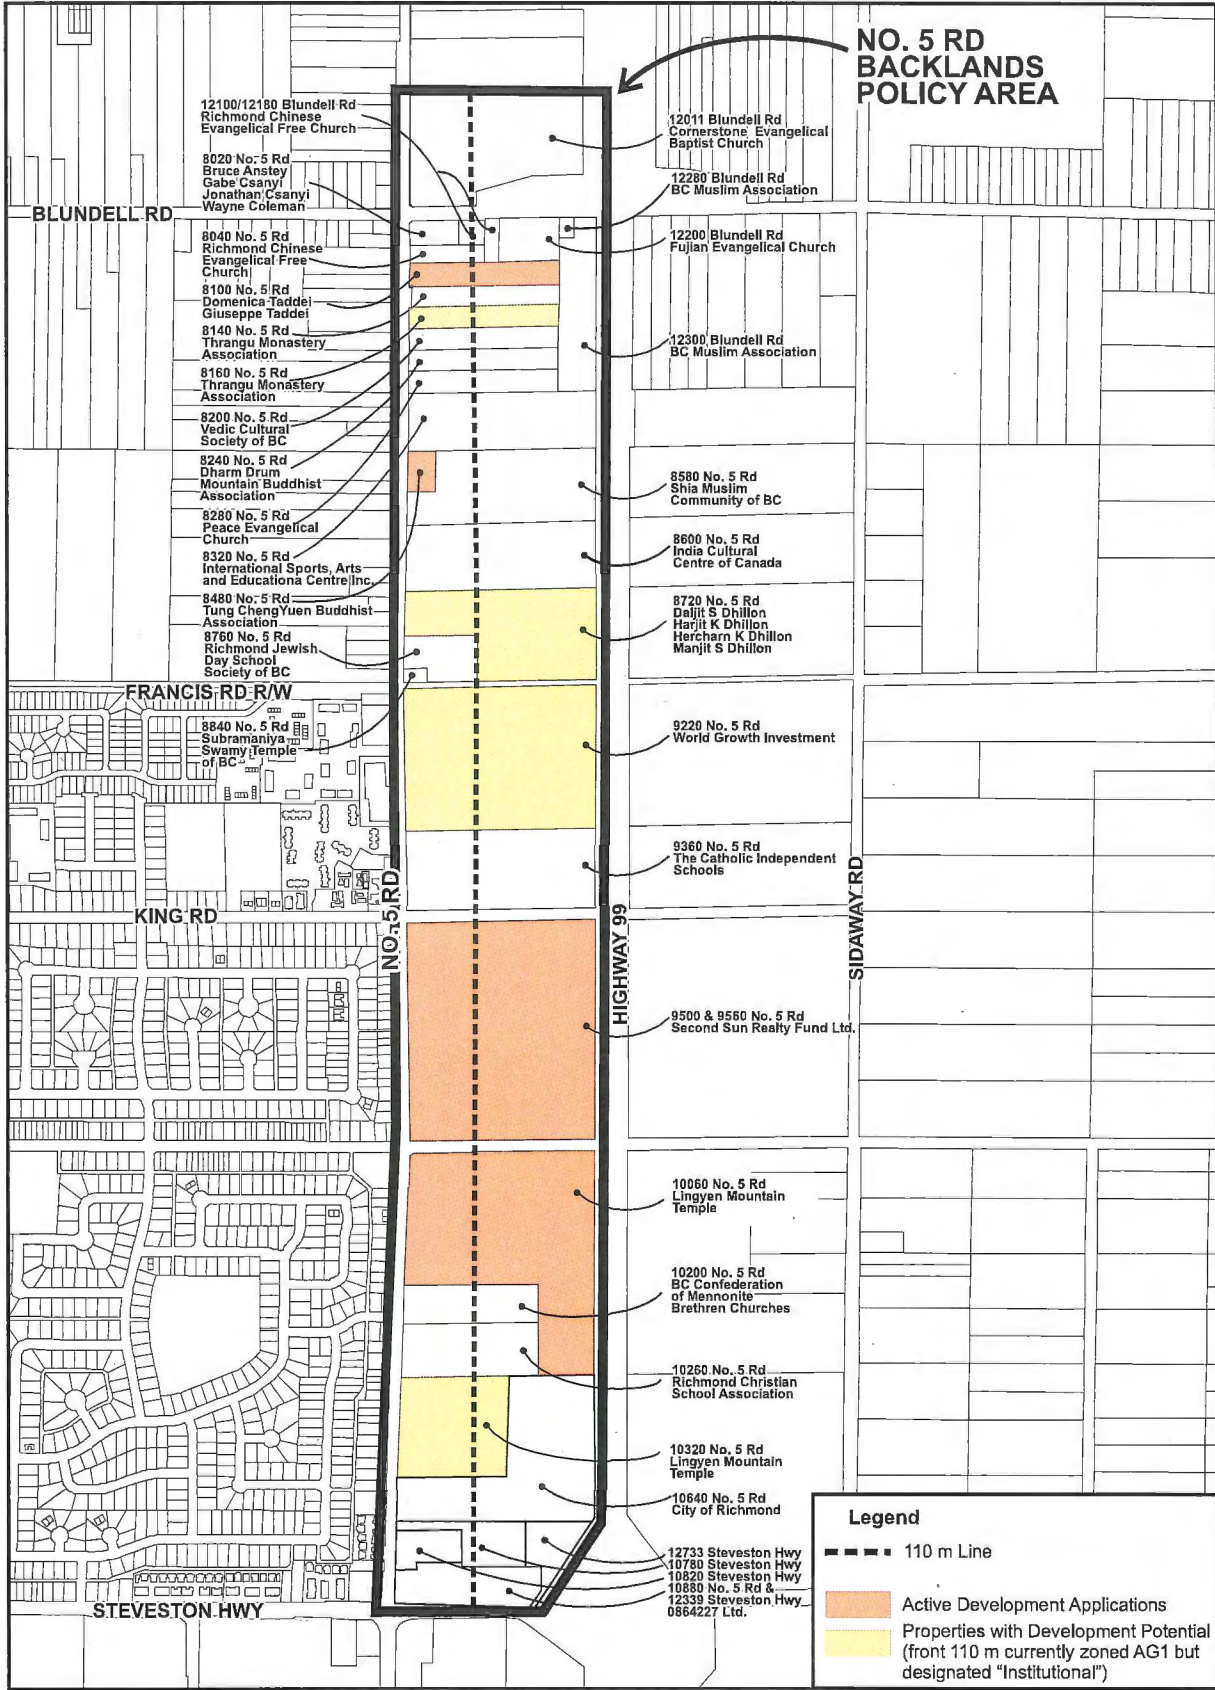 NO. 5 RD
BACKLANDS
POLICY AREA
12100/12180 Blundell Rd
Richmond Chinese
Evangelical Free Church
8020 No. 5 Rd
Bruce Anstey
Gabe Csanyi
Jonathan Csanyi
Wayne Coleman
BLUNDELL RD
8040 No. 5 Rd
Richmond Chinese
Evangelical Free
Church
8100 No. 5 Rd
Domenica Taddei
Giuseppe Taddei
8140 No. 5 Rd
Thrangu Monastery
Association
8160 No. 5 Rd
Thrangu Monastery
Association
8200 No. 5 Rd
Vedic Cultural
Society of BC
8240 No. 5 Rd
Dharm Drum
Mountain Buddhist
Association
8280 No. 5 Rd
Peace Evangelical
Church
8320 No. 5 Rd
International Sports, Arts
and Educationa Centre Inc.
8480 No. 5 Rd
Tung ChengYuen Buddhist
Association
8760 No. 5 Rd
Richmond Jewish
Day School
Society of BC
FRANCIS RD R/W
8840 No. 5 Rd
Subramaniya
Swamy Temple
of BC
KING RD
NO. 5 RD
STEVESTON HWY
12011 Blundell Rd
Cornerstone Evangelical
Baptist Church
12280 Blundell Rd
BC Muslim Association
12200 Blundell Rd
Fujian Evangelical Church
12300 Blundell Rd
BC Muslim Association
8580 No. 5 Rd
Shia Muslim
Community of BC
8600 No. 5 Rd
India Cultural
Centre of Canada
8720 No. 5 Rd
Daljit S Dhillon
Harjit K Dhillon
Hercharn K Dhillon
Manjit S Dhillon
9220 No. 5 Rd
World Growth Investment
9360 No. 5 Rd
The Catholic Independent
Schools
HIGHWAY 99
SIDAWAY RD
9500 & 9560 No. 5 Rd
Second Sun Realty Fund Ltd.
10060 No. 5 Rd
Lingyen Mountain
Temple
10200 No. 5 Rd
BC Confederation
of Mennonite
Brethren Churches
10260 No. 5 Rd
Richmond Christian
School Association
10320 No. 5 Rd
Lingyen Mountain
Temple
10640 No. 5 Rd
City of Richmond
12733 Steveston Hwy
10780 Steveston Hwy
10820 Steveston Hwy
10880 No. 5 Rd &
12339 Steveston Hwy
0864227 Ltd.
Legend
110 m Line
Active Development Applications
Properties with Development Potential
(front 110 m currently zoned AG1 but
designated "Institutional")